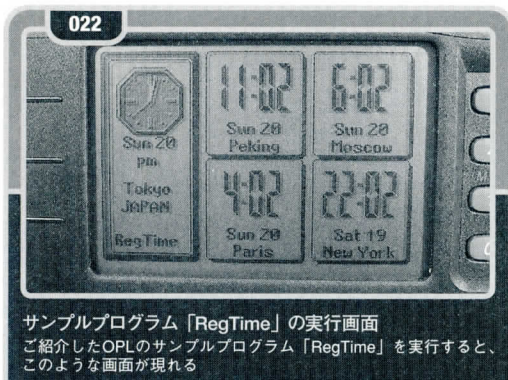 022
Sun 20
pm
Tokyo
JAPAN
RegTime
11:02
Sun 20
Peking
6:02
Sun 20
Moscow
4:02
Sun 20
Paris
22:02
Sat 19
New York
サンプルプログラム「RegTime」の実行画面
ご紹介したOPLのサンプルプログラム「RegTime」を実行すると、
このような画面が現れる